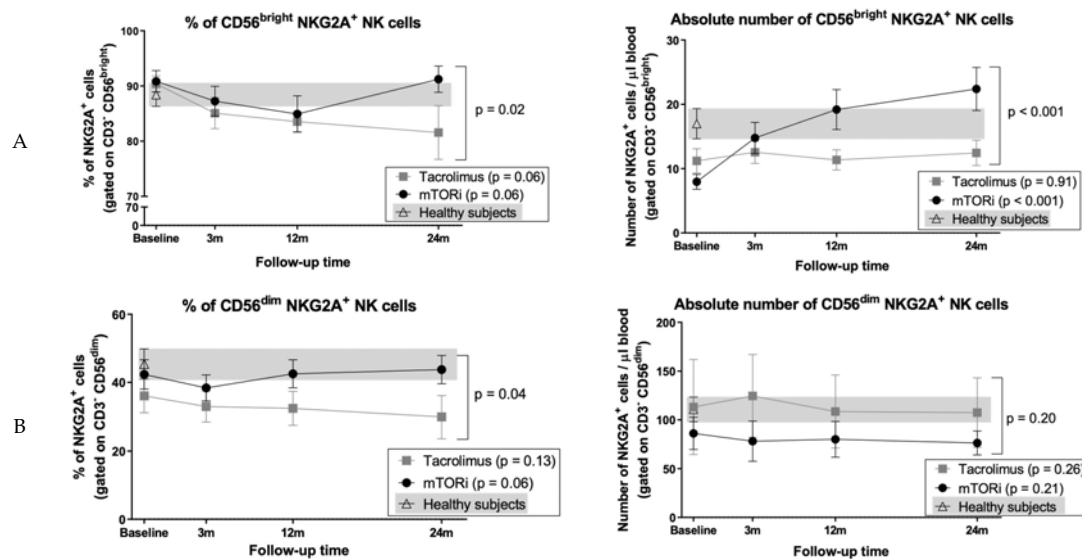 A
% of CD56bright NKG2A+ NK cells
% of NKG2A+ cells
(gated on CD3- CD56bright)
100
90
80
70
70
0
p = 0.02
Tacrolimus (p = 0.06)
mTORi (p = 0.06)
Healthy subjects
Baseline 3m 12m 24m
Follow-up time
Absolute number of CD56bright NKG2A+ NK cells
Number of NKG2A+ cells / µl blood
(gated on CD3- CD56bright)
30
20
10
0
p < 0.001
Tacrolimus (p = 0.91)
mTORi (p < 0.001)
Healthy subjects
Baseline 3m 12m 24m
Follow-up time
B
% of CD56dim NKG2A+ NK cells
% of NKG2A+ cells
(gated on CD3- CD56dim)
60
40
20
0
p = 0.04
Tacrolimus (p = 0.13)
mTORi (p = 0.06)
Healthy subjects
Baseline 3m 12m 24m
Follow-up time
Absolute number of CD56dim NKG2A+ NK cells
Number of NKG2A+ cells / µl blood
(gated on CD3- CD56dim)
200
150
100
50
0
p = 0.20
Tacrolimus (p = 0.26)
mTORi (p = 0.21)
Healthy subjects
Baseline 3m 12m 24m
Follow-up time